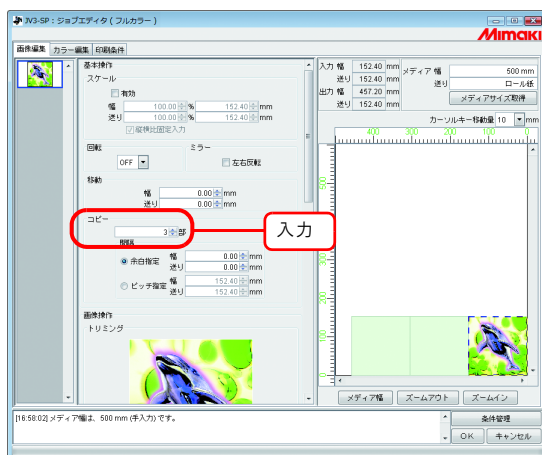 JV3-SP：ジョブエディタ(フルカラー)
Mimaki
画像編集 カラー編集 印刷条件
基本操作
スケール
有効
幅 100.00 % 152.40 mm
送り 100.00 % 152.40 mm
縦横比固定入力
回転 ミラー
OFF 左右反転
移動
幅 0.00 mm
送り 0.00 mm
コピー
3 部
入力
間隔
余白指定 幅 0.00 mm
送り 0.00 mm
ピッチ指定 幅 152.40 mm
送り 152.40 mm
画像操作
トリミング
入力 幅 152.40 mm
送り 152.40 mm
出力 幅 457.20 mm
送り 152.40 mm
メディア 幅 500 mm
送り ロール紙
メディアサイズ取得
カーソルキー移動量 10 mm
400 300 200 100 0
500
300
200
100
0
メディア幅 ズームアウト ズームイン
[16:58:02] メディア幅は、500 mm (手入力) です。
条件管理
OK キャンセル